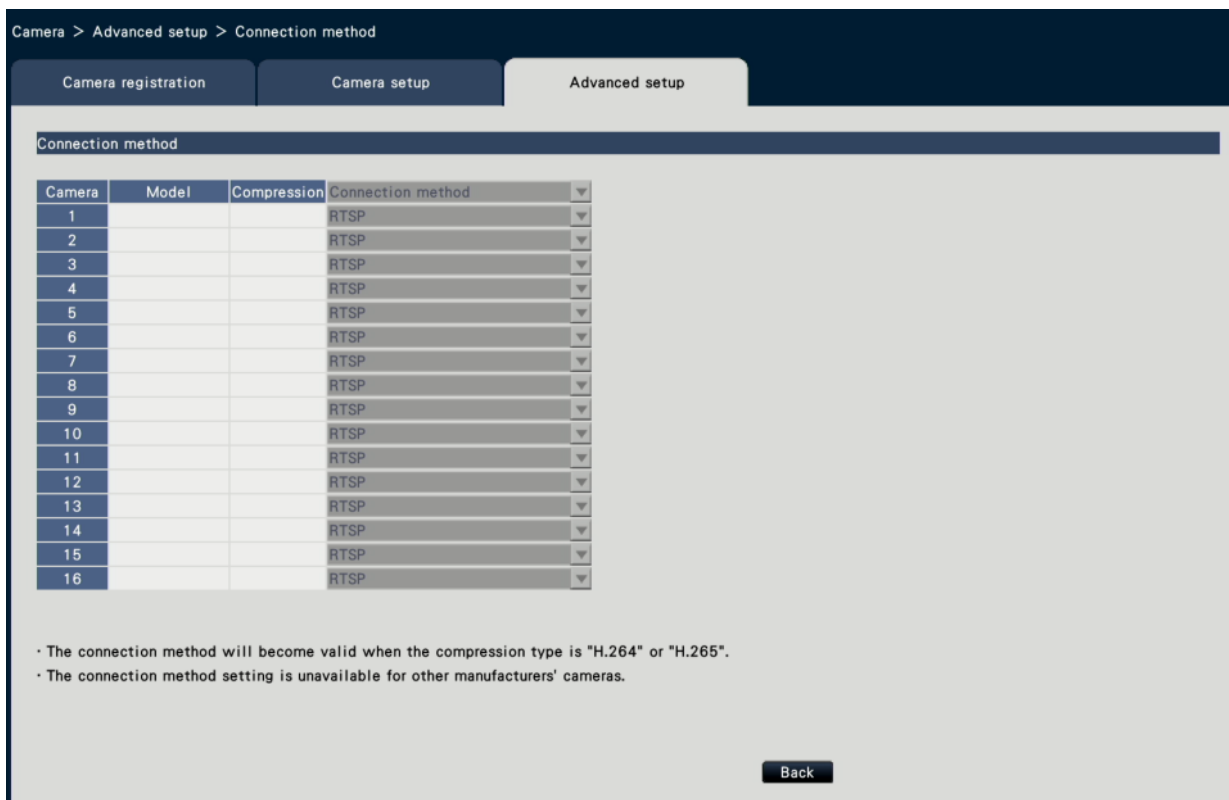 Camera > Advanced setup > Connection method
Camera registration Camera setup Advanced setup
Connection method
Camera Model Compression Connection method
1 RTSP
2 RTSP
3 RTSP
4 RTSP
5 RTSP
6 RTSP
7 RTSP
8 RTSP
9 RTSP
10 RTSP
11 RTSP
12 RTSP
13 RTSP
14 RTSP
15 RTSP
16 RTSP
· The connection method will become valid when the compression type is "H.264" or "H.265".
· The connection method setting is unavailable for other manufacturers' cameras.
Back